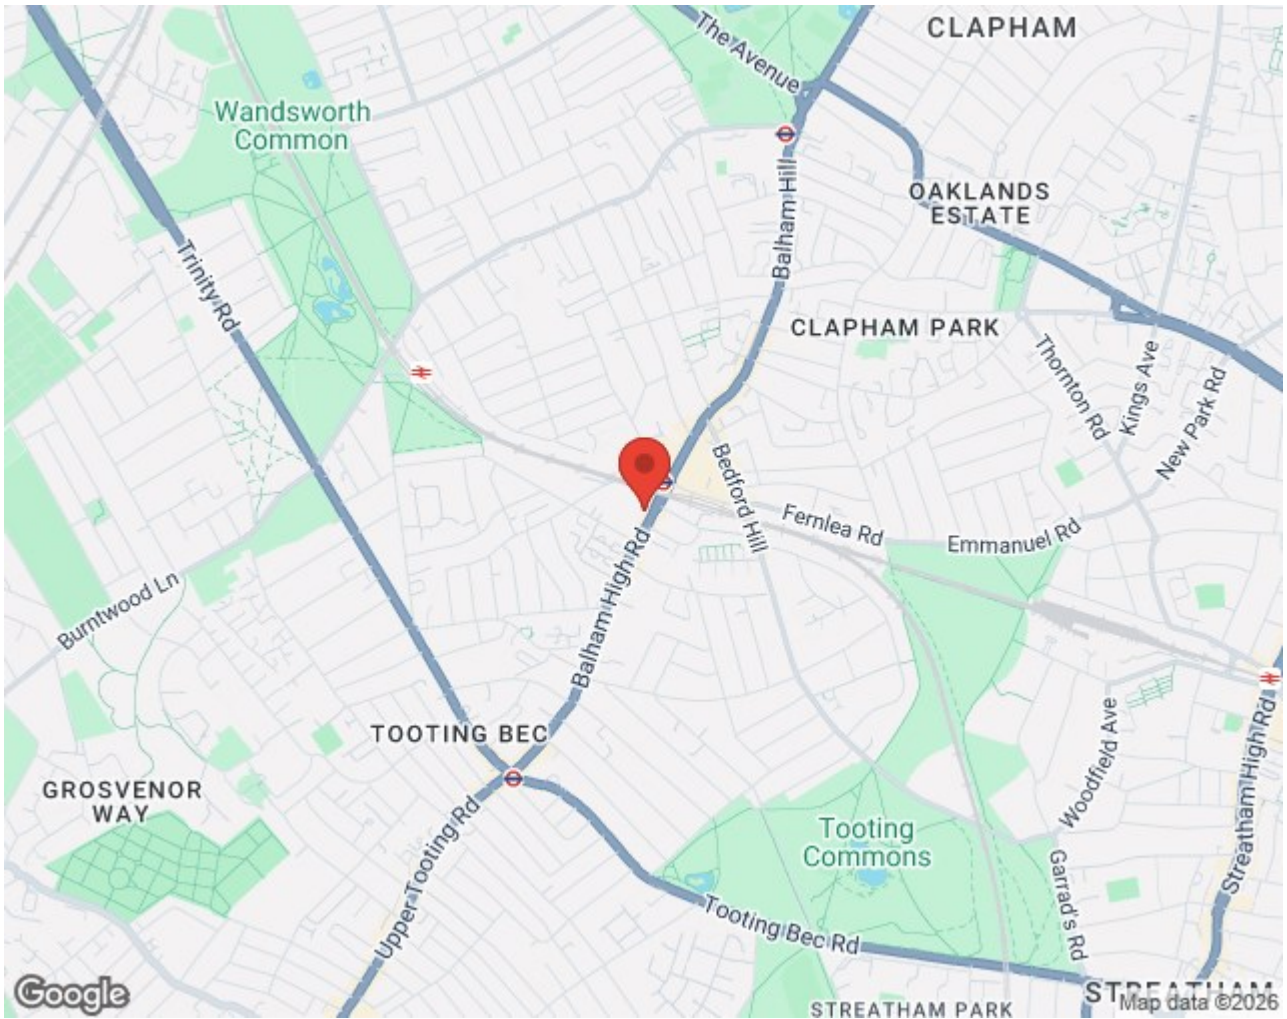 CLAPHAM
The Avenue
Wandsworth
Common
Balham Hill
OAKLANDS
ESTATE
Trinity Rd
CLAPHAM PARK
Thornton Rd
Kings Ave
New Park Rd
Bedford Hill
Fernlea Rd
Emmanuel Rd
Balham High Rd
Burntwood Ln
TOOTING BEC
GROSVENOR
WAY
Woodfield Ave
Streatham High Rd
Tooting
Commons
Upper Tooting Rd
Garrad's Rd
Tooting Bec Rd
STREATHAM
STREATHAM PARK
Google
Map data ©2026